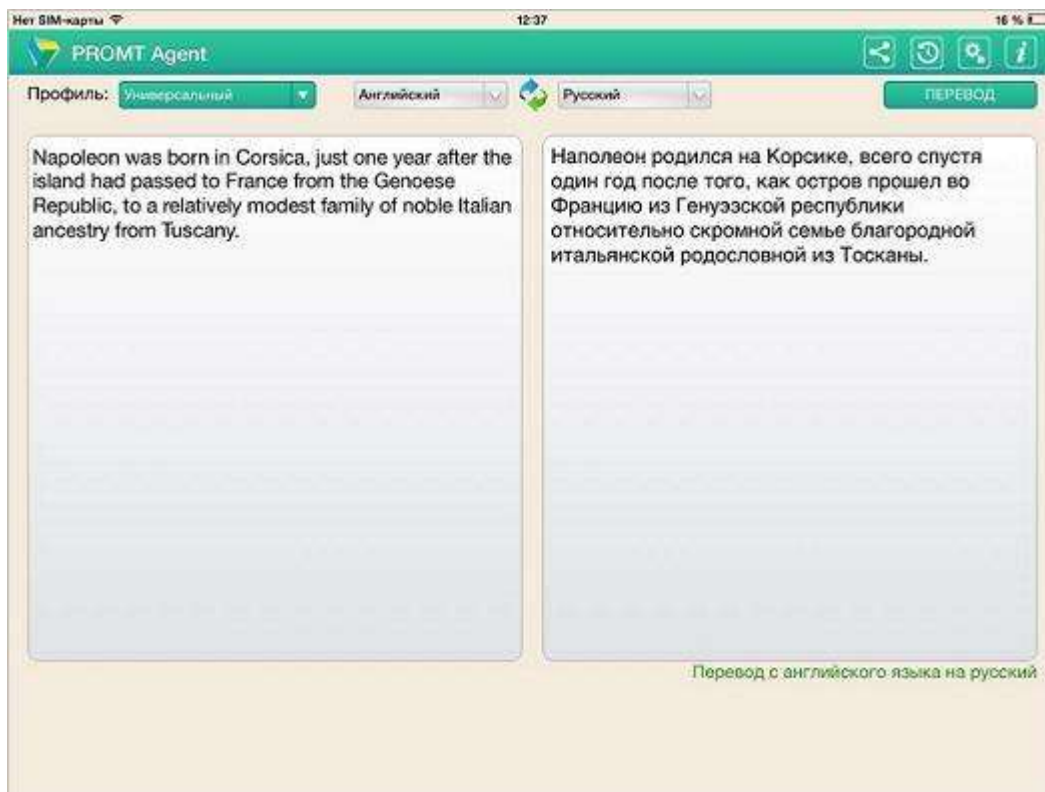 Нет SIM-карты 12:37 16 %
PROMT Agent
Профиль: Универсальный Английский Русский ПЕРЕВОД
Napoleon was born in Corsica, just one year after the
island had passed to France from the Genoese
Republic, to a relatively modest family of noble Italian
ancestry from Tuscany.
Наполеон родился на Корсике, всего спустя
один год после того, как остров прошел во
Францию из Генуэзской республики
относительно скромной семье благородной
итальянской родословной из Тосканы.
Перевод с английского языка на русский